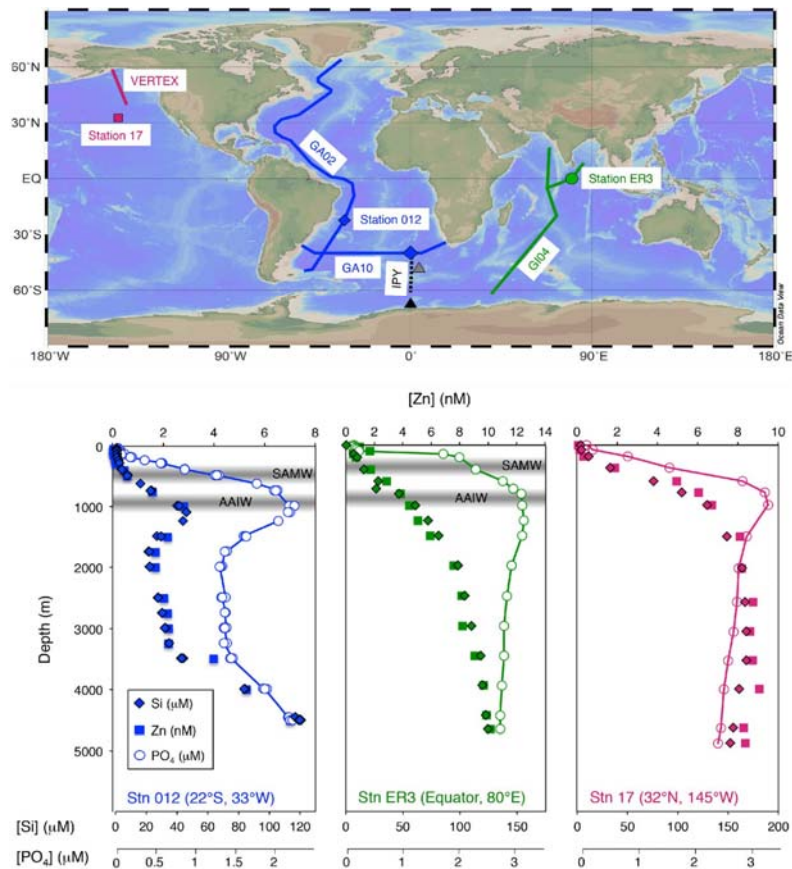 60°N
30°N
EQ
30°S
60°S
VERTEX
Station 17
GA02
Station 012
GA10
IPY
Station ER3
GI04
Ocean Data View
180°W
90°W
0°
90°E
180°E
[Zn] (nM)
0 2 4 6 8
0 2 4 6 8 10 12 14
0 2 4 6 8 10
0
1000
2000
3000
4000
5000
Depth (m)
SAMW
AAIW
SAMW
AAIW
Si (μM)
Zn (nM)
PO₄ (μM)
Stn 012 (22°S, 33°W)
Stn ER3 (Equator, 80°E)
Stn 17 (32°N, 145°W)
[Si] (μM)
0 20 40 60 80 100 120
0 50 100 150
0 50 100 150 200
[PO₄] (μM)
0 0.5 1 1.5 2
0 1 2 3
0 1 2 3